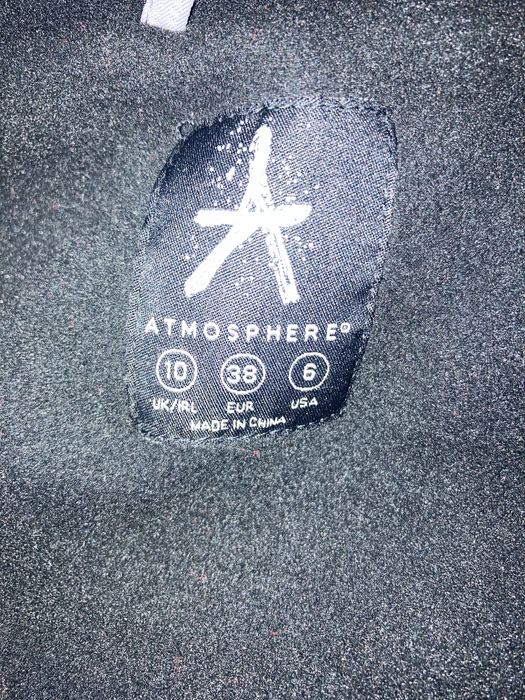 ATMOSPHERE®
10 38 6
UK/IRL EUR USA
MADE IN CHINA